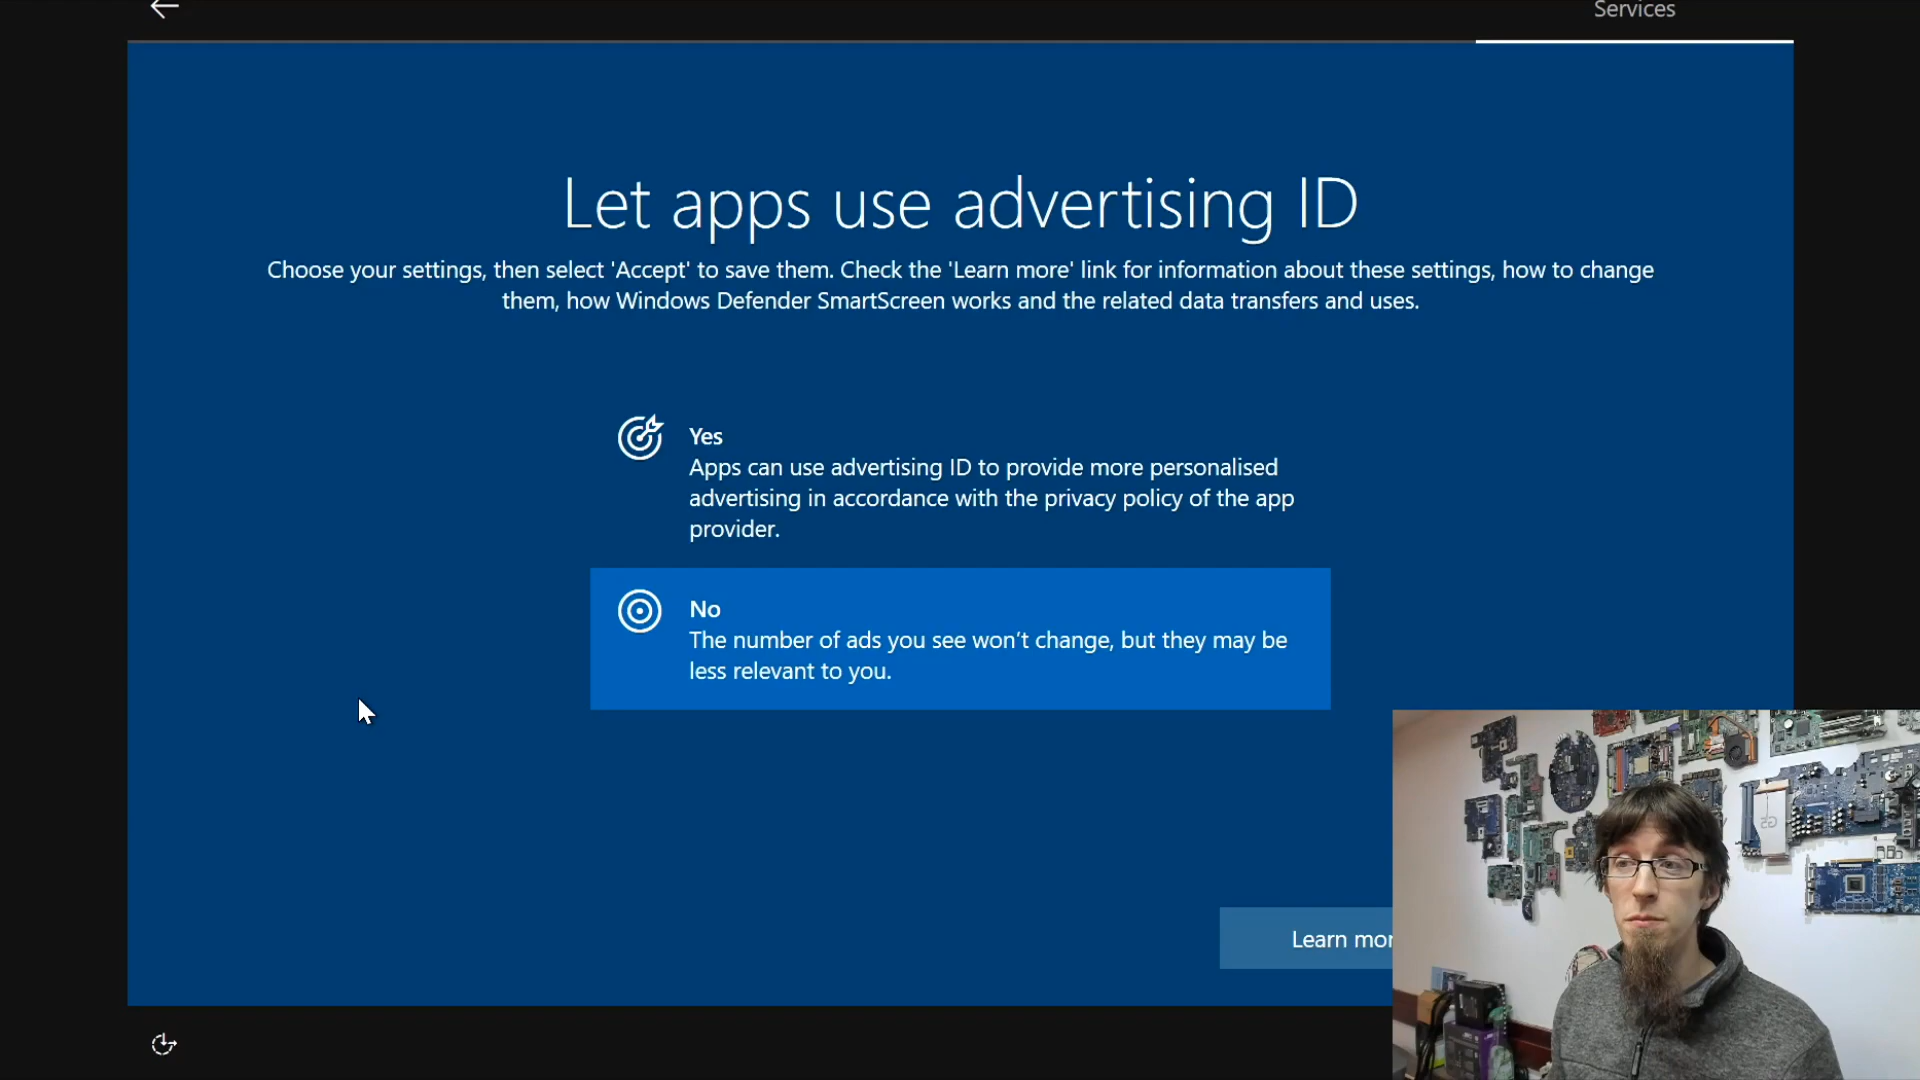 Services
Let apps use advertising ID
Choose your settings, then select 'Accept' to save them. Check the 'Learn more' link for information about these settings, how to change
them, how Windows Defender SmartScreen works and the related data transfers and uses.
Yes
Apps can use advertising ID to provide more personalised
advertising in accordance with the privacy policy of the app
provider.
No
The number of ads you see won't change, but they may be
less relevant to you.
Learn mor
G5